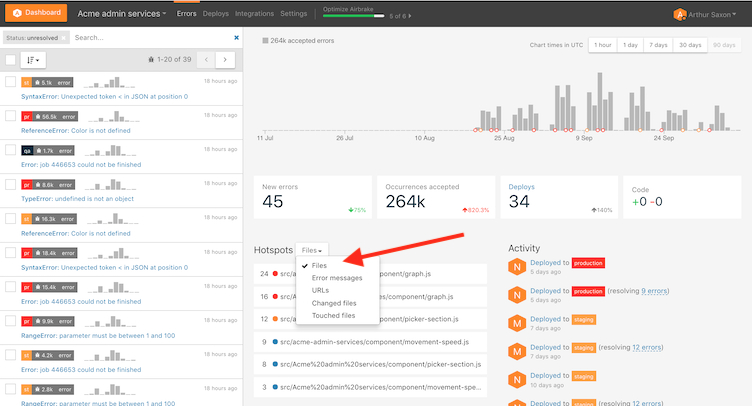 Dashboard
Acme admin services
Errors
Deploys
Integrations
Settings
Optimize Airbrake
5 of 6
Arthur Saxon
Status: unresolved
Search...
1-20 of 39
st 5.1k error
18 hours ago
SyntaxError: Unexpected token < in JSON at position 0
pr 56.5k error
18 hours ago
ReferenceError: Color is not defined
qa 1.7k error
18 hours ago
Error: job 446653 could not be finished
pr 8.6k error
18 hours ago
TypeError: undefined is not an object
st 16.3k error
18 hours ago
ReferenceError: Color is not defined
pr 18.4k error
18 hours ago
SyntaxError: Unexpected token < in JSON at position 0
pr 16.4k error
18 hours ago
Error: job 446653 could not be finished
pr 9.9k error
18 hours ago
RangeError: parameter must be between 1 and 100
st 4.2k error
18 hours ago
Error: job 446653 could not be finished
st 2.8k error
18 hours ago
RangeError: parameter must be between 1 and 100
264k accepted errors
Chart times in UTC
1 hour
1 day
7 days
30 days
90 days
11 Jul
26 Jul
10 Aug
25 Aug
9 Sep
24 Sep
New errors
45
75%
Occurrences accepted
264k
820.3%
Deploys
34
140%
Code
+0 -0
Hotspots
Files
Files
Error messages
URLs
Changed files
Touched files
24 src/A component/graph.js
16 src/A es/component/graph.js
12 src/A component/picker-section.js
9 src/Acme-admin-services/component/movement-speed.js
8 src/Acme%20admin%20services/component/picker-section.js
3 src/Acme%20admin%20services/component/movement-spe...
Activity
N
Deployed to production
5 days ago
N
Deployed to production (resolving 9 errors)
5 days ago
M
Deployed to staging
7 days ago
M
Deployed to staging (resolving 12 errors)
7 days ago
N
Deployed to staging
10 days ago
Deployed to staging (resolving 12 errors)